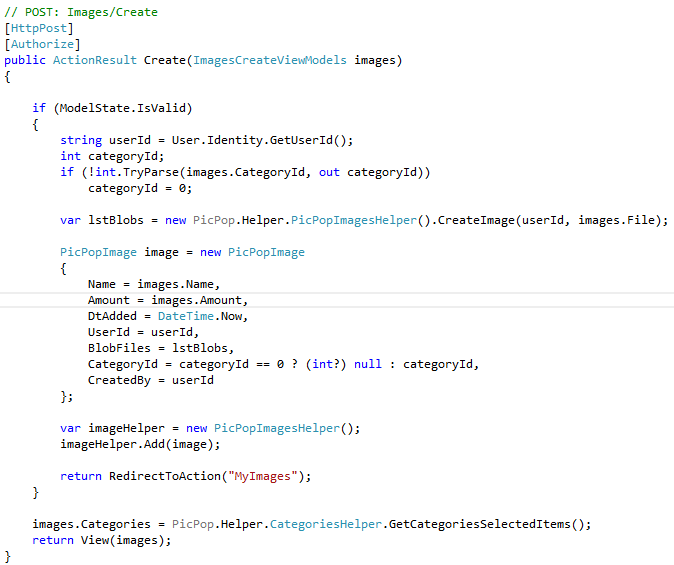 // POST: Images/Create
[HttpPost]
[Authorize]
public ActionResult Create(ImagesCreateViewModels images)
{
    if (ModelState.IsValid)
    {
        string userId = User.Identity.GetUserId();
        int categoryId;
        if (!int.TryParse(images.CategoryId, out categoryId))
            categoryId = 0;
        var lstBlobs = new PicPop.Helper.PicPopImagesHelper().CreateImage(userId, images.File);
        PicPopImage image = new PicPopImage
        {
            Name = images.Name,
            Amount = images.Amount,
            DtAdded = DateTime.Now,
            UserId = userId,
            BlobFiles = lstBlobs,
            CategoryId = categoryId == 0 ? (int?) null : categoryId,
            CreatedBy = userId
        };
        var imageHelper = new PicPopImagesHelper();
        imageHelper.Add(image);
        return RedirectToAction("MyImages");
    }
    images.Categories = PicPop.Helper.CategoriesHelper.GetCategoriesSelectedItems();
    return View(images);
}